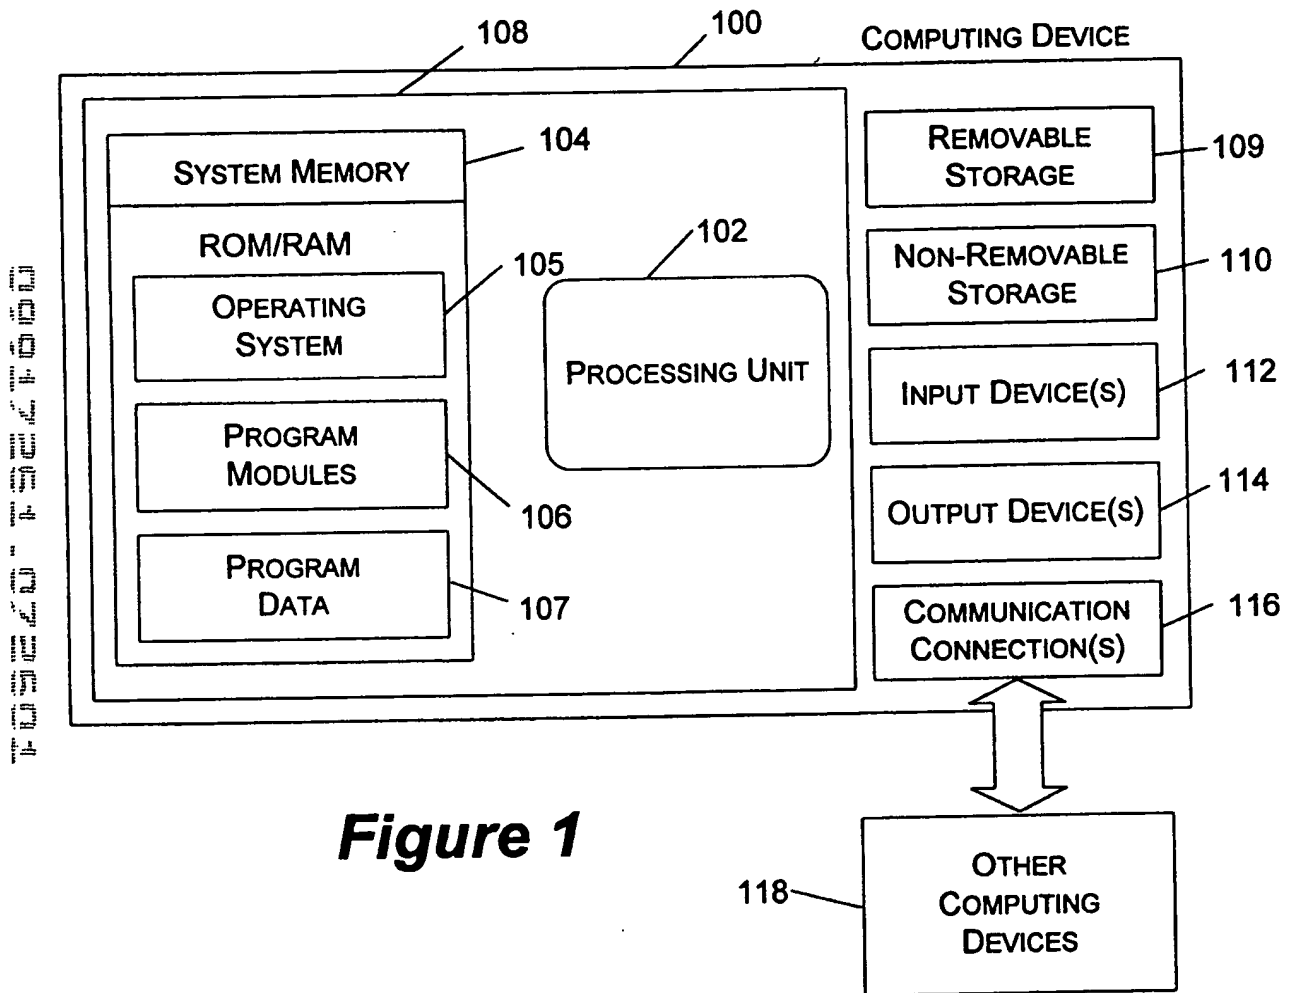 108
100
COMPUTING DEVICE
104
SYSTEM MEMORY
ROM/RAM
105
OPERATING
SYSTEM
PROGRAM
MODULES
106
PROGRAM
DATA
107
102
PROCESSING UNIT
REMOVABLE
STORAGE
109
NON-REMOVABLE
STORAGE
110
INPUT DEVICE(S)
112
OUTPUT DEVICE(S)
114
COMMUNICATION
CONNECTION(S)
116
Figure 1
118
OTHER
COMPUTING
DEVICES